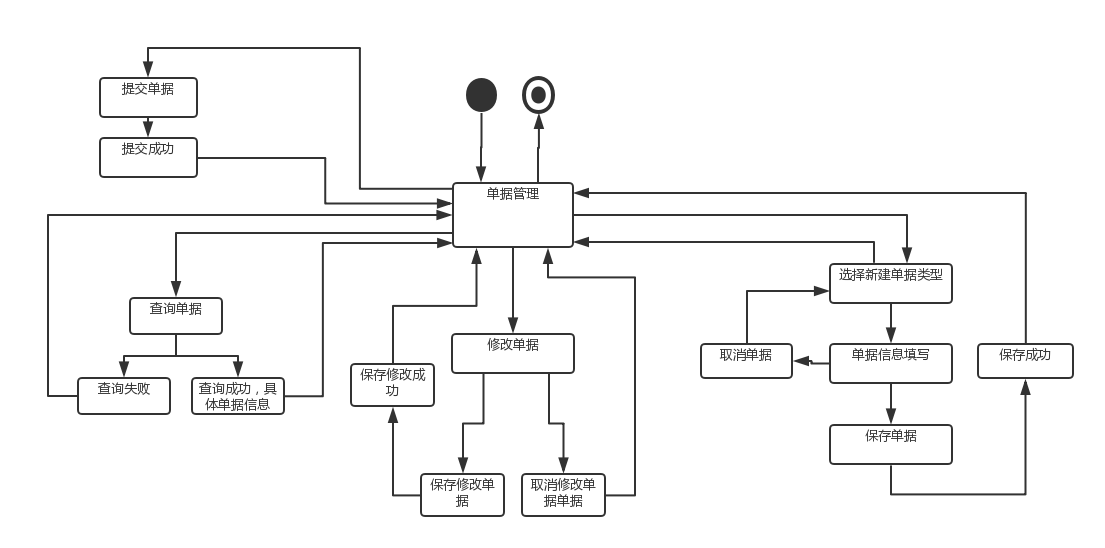 提交单据
提交成功
单据管理
选择新建单据类型
查询单据
修改单据
取消单据
单据信息填写
保存成功
查询失败
查询成功，具
体单据信息
保存修改成
功
保存单据
保存修改单
据
取消修改单
据单据